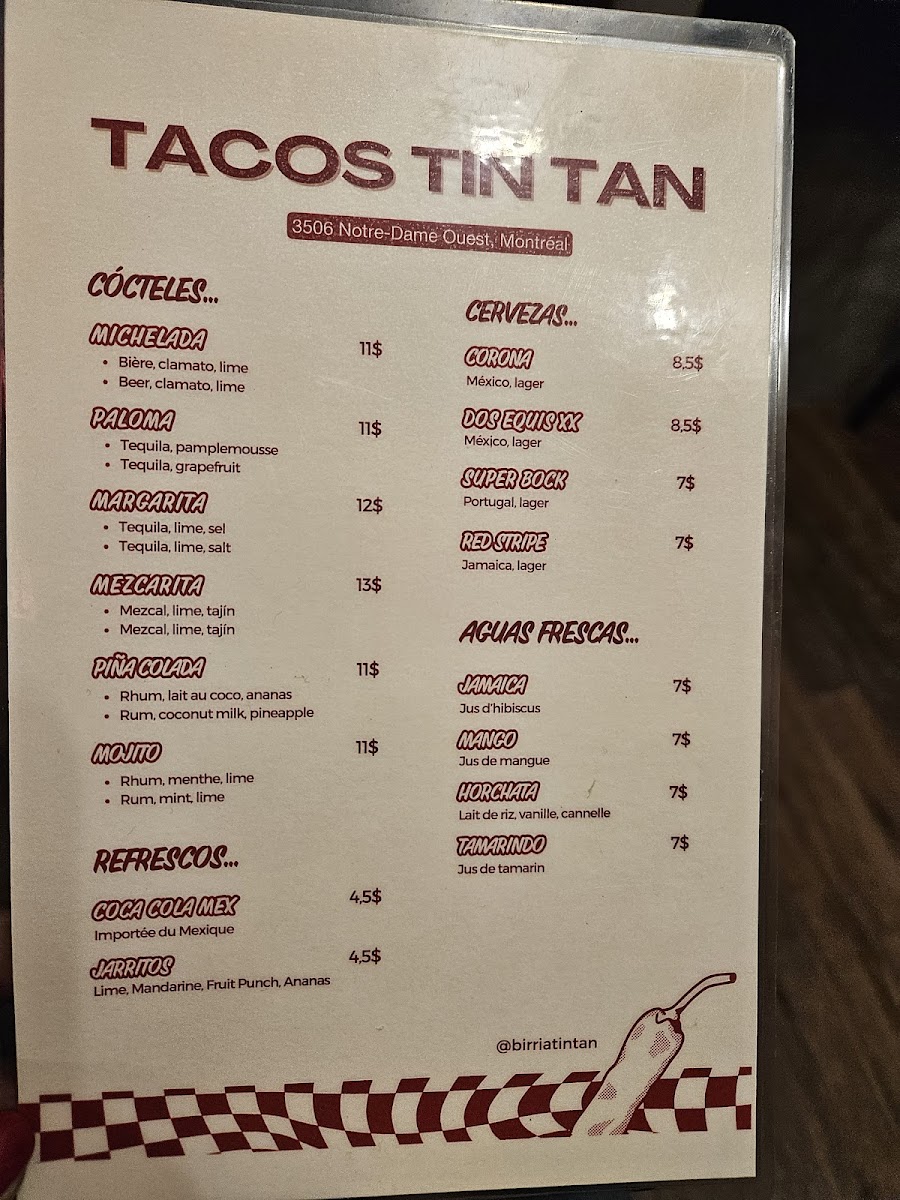 TACOS TIN TAN
3506 Notre-Dame Ouest, Montréal
CÓCTELES...
MICHELADA 11$
• Bière, clamato, lime
• Beer, clamato, lime
PALOMA 11$
• Tequila, pamplemousse
• Tequila, grapefruit
MARGARITA 12$
• Tequila, lime, sel
• Tequila, lime, salt
MEZCARITA 13$
• Mezcal, lime, tajín
• Mezcal, lime, tajín
PIÑA COLADA 11$
• Rhum, lait au coco, ananas
• Rum, coconut milk, pineapple
MOJITO 11$
• Rhum, menthe, lime
• Rum, mint, lime
REFRESCOS...
COCA COLA MEX 4,5$
Importée du Mexique
JARRITOS 4,5$
Lime, Mandarine, Fruit Punch, Ananas
CERVEZAS...
CORONA 8,5$
México, lager
DOS EQUIS XX 8,5$
México, lager
SUPER BOCK 7$
Portugal, lager
RED STRIPE 7$
Jamaica, lager
AGUAS FRESCAS...
JAMAICA 7$
Jus d'hibiscus
MANGO 7$
Jus de mangue
HORCHATA 7$
Lait de riz, vanille, cannelle
TAMARINDO 7$
Jus de tamarin
@birriatintan